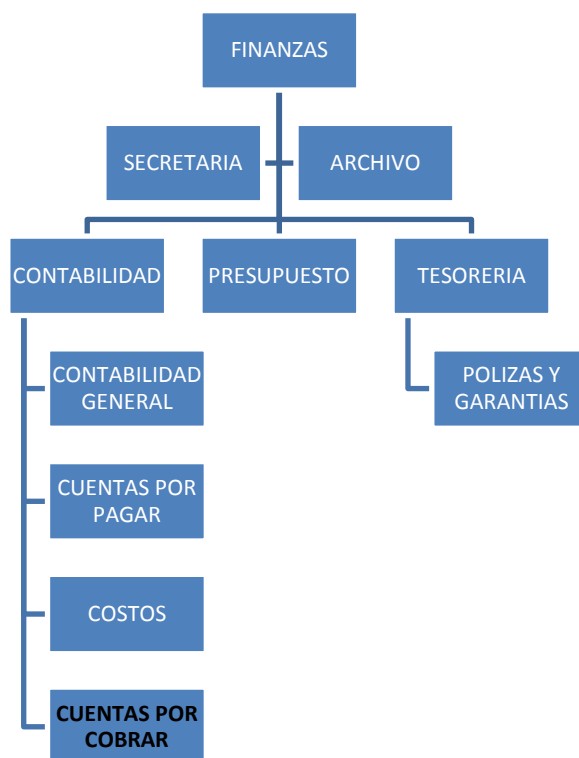 FINANZAS
SECRETARIA
ARCHIVO
CONTABILIDAD
PRESUPUESTO
TESORERIA
CONTABILIDAD
GENERAL
POLIZAS Y
GARANTIAS
CUENTAS POR
PAGAR
COSTOS
CUENTAS POR
COBRAR